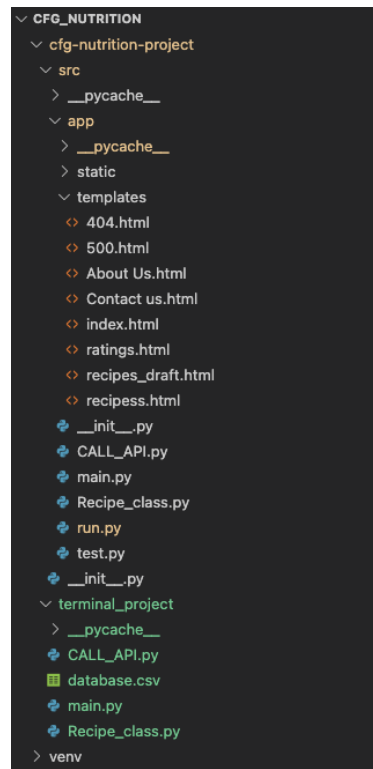 CFG_NUTRITION
cfg-nutrition-project
src
__pycache__
app
__pycache__
static
templates
404.html
500.html
About Us.html
Contact us.html
index.html
ratings.html
recipes_draft.html
recipess.html
__init__.py
CALL_API.py
main.py
Recipe_class.py
run.py
test.py
__init__.py
terminal_project
__pycache__
CALL_API.py
database.csv
main.py
Recipe_class.py
venv